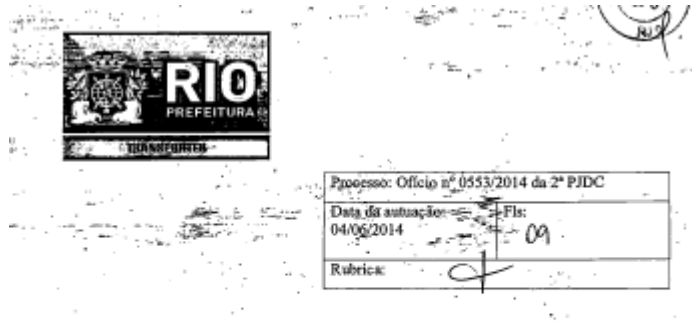 RIO
PREFEITURA
TRANSPORTES
Processo: Ofício nº 0553/2014 da 2ª PJDC
Data da autuação:
Fls:
04/06/2014
09
Rubrica: